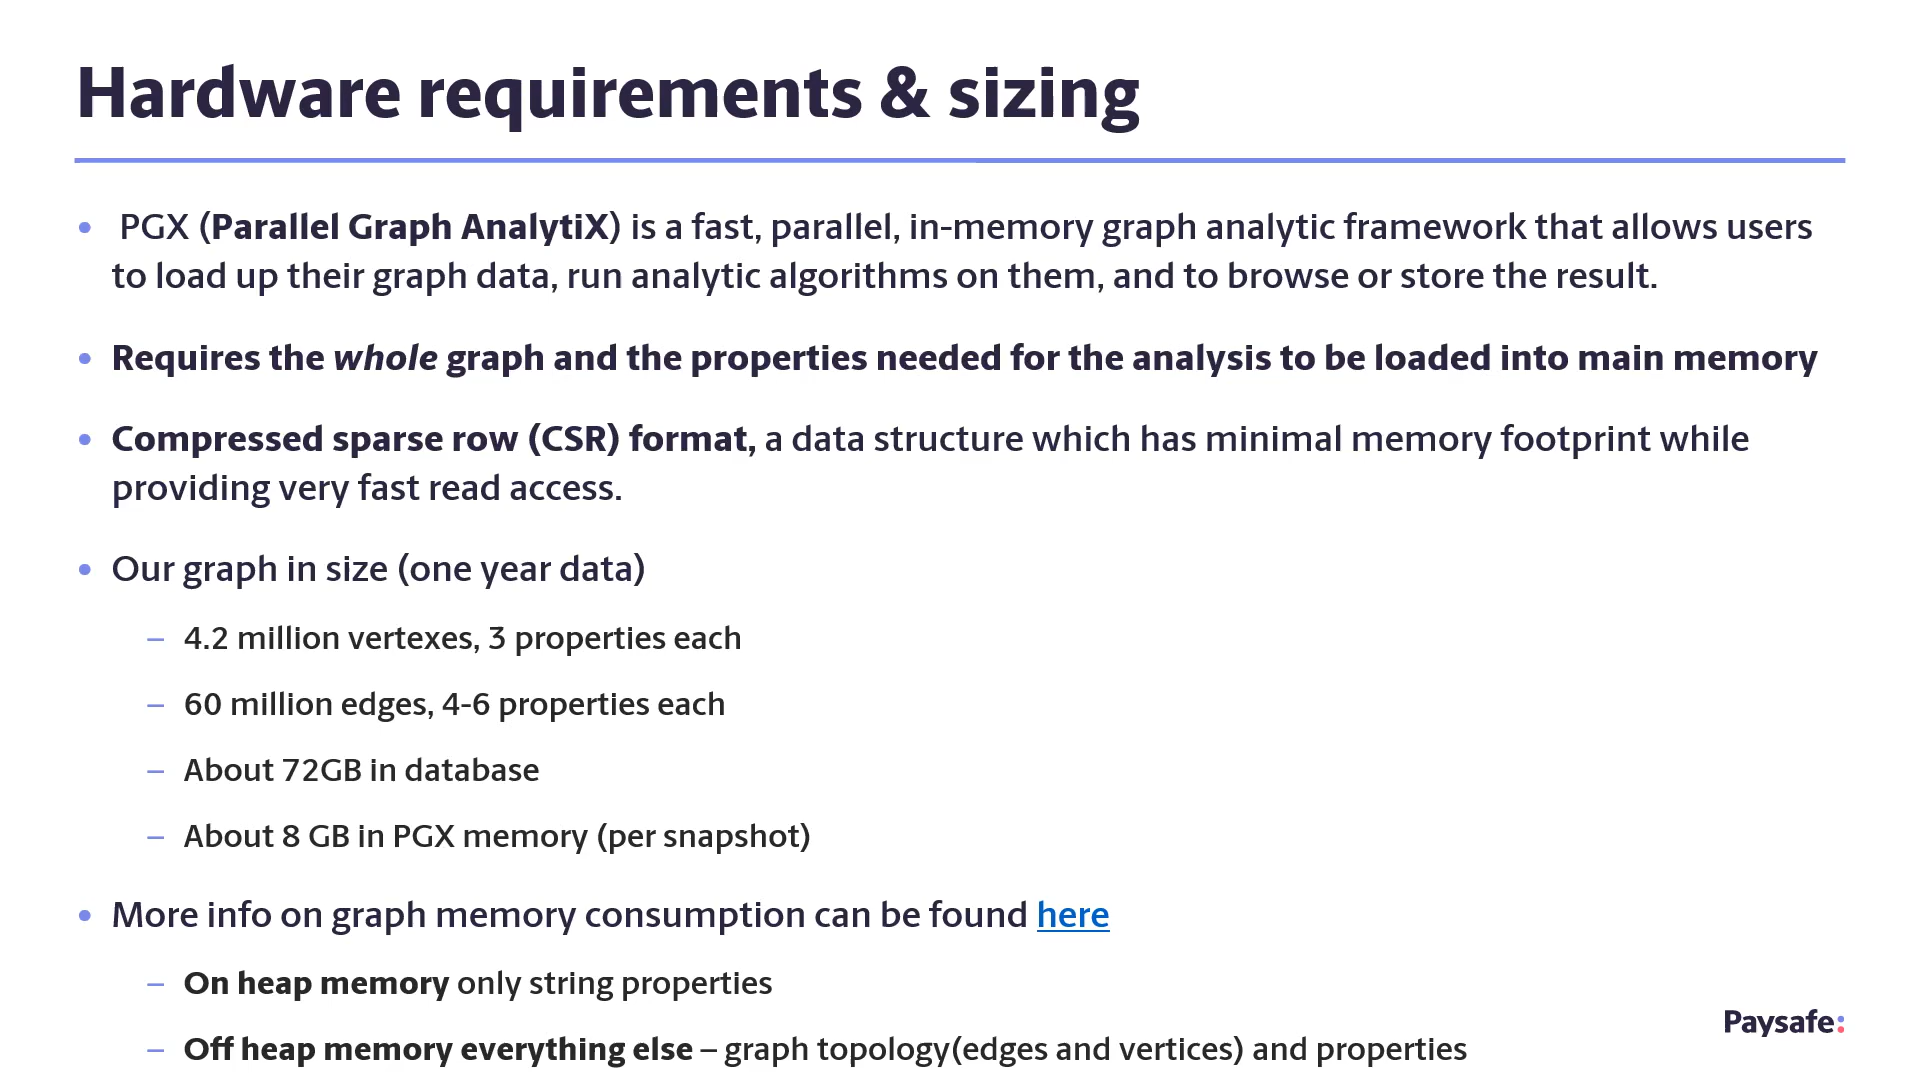 Hardware requirements & sizing
• PGX (Parallel Graph AnalytiX) is a fast, parallel, in-memory graph analytic framework that allows users
to load up their graph data, run analytic algorithms on them, and to browse or store the result.
• Requires the whole graph and the properties needed for the analysis to be loaded into main memory
• Compressed sparse row (CSR) format, a data structure which has minimal memory footprint while
providing very fast read access.
• Our graph in size (one year data)
– 4.2 million vertexes, 3 properties each
– 60 million edges, 4-6 properties each
– About 72GB in database
– About 8 GB in PGX memory (per snapshot)
• More info on graph memory consumption can be found here
– On heap memory only string properties
– Off heap memory everything else – graph topology(edges and vertices) and properties
Paysafe: